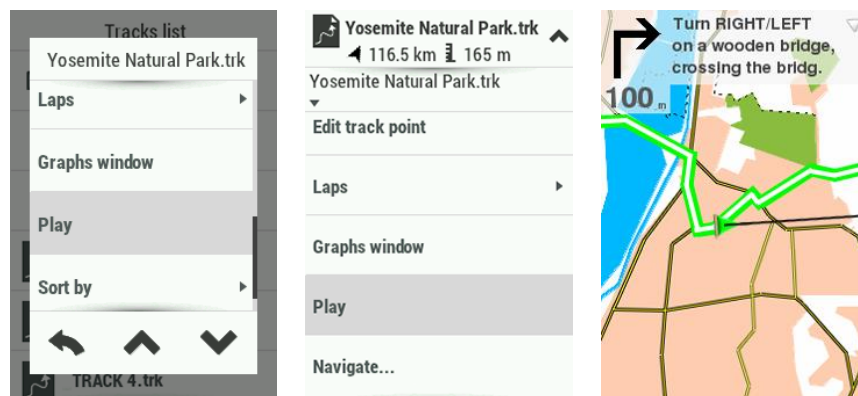 Tracks list
Yosemite Natural Park.trk
Laps
Graphs window
Play
Sort by
TRACK 4.trk
Yosemite Natural Park.trk
116.5 km 165 m
Yosemite Natural Park.trk
Edit track point
Laps
Graphs window
Play
Navigate...
Turn RIGHT/LEFT
on a wooden bridge,
crossing the bridg.
100 m